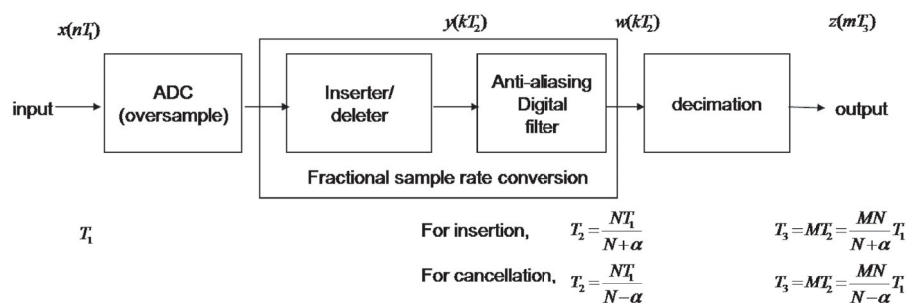 x(nT₁) y(kT₂) w(kT₂) z(mT₃)
input
ADC
(oversample)
Inserter/
deleter
Anti-aliasing
Digital
filter
decimation
output
Fractional sample rate conversion
T₁
For insertion, T₂ = NT₁/(N+α) T₃ = MT₂ = MN/(N+α) T₁
For cancellation, T₂ = NT₁/(N−α) T₃ = MT₂ = MN/(N−α) T₁